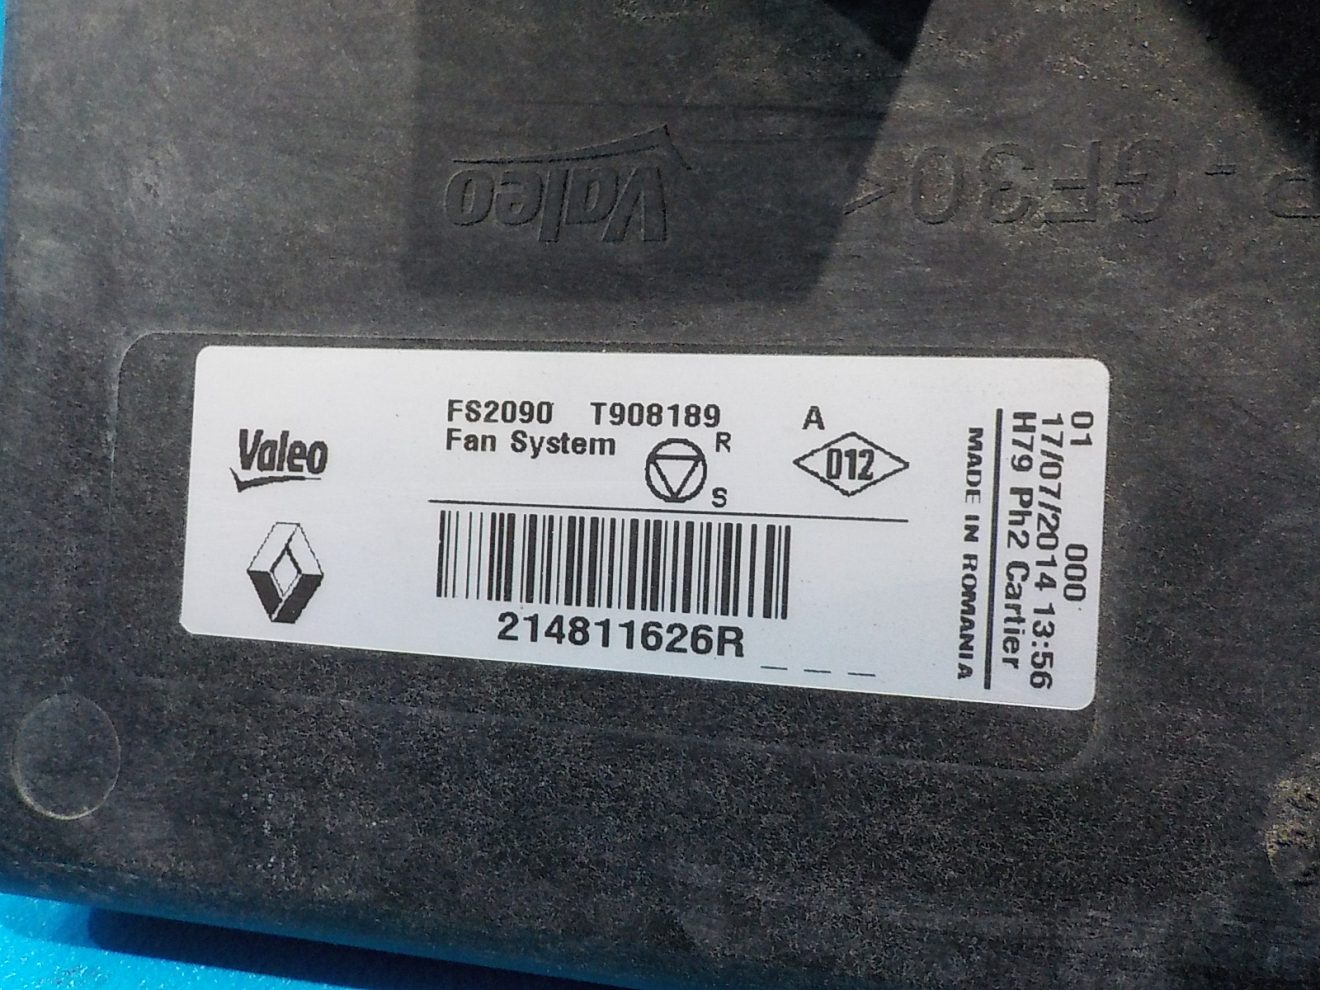 Valeo
P-GF30<
Valeo
FS2090 T908189
Fan System
R
S
A
012
214811626R
01 000
17/07/2014 13:56
H79 Ph2 Cartier
MADE IN ROMANIA